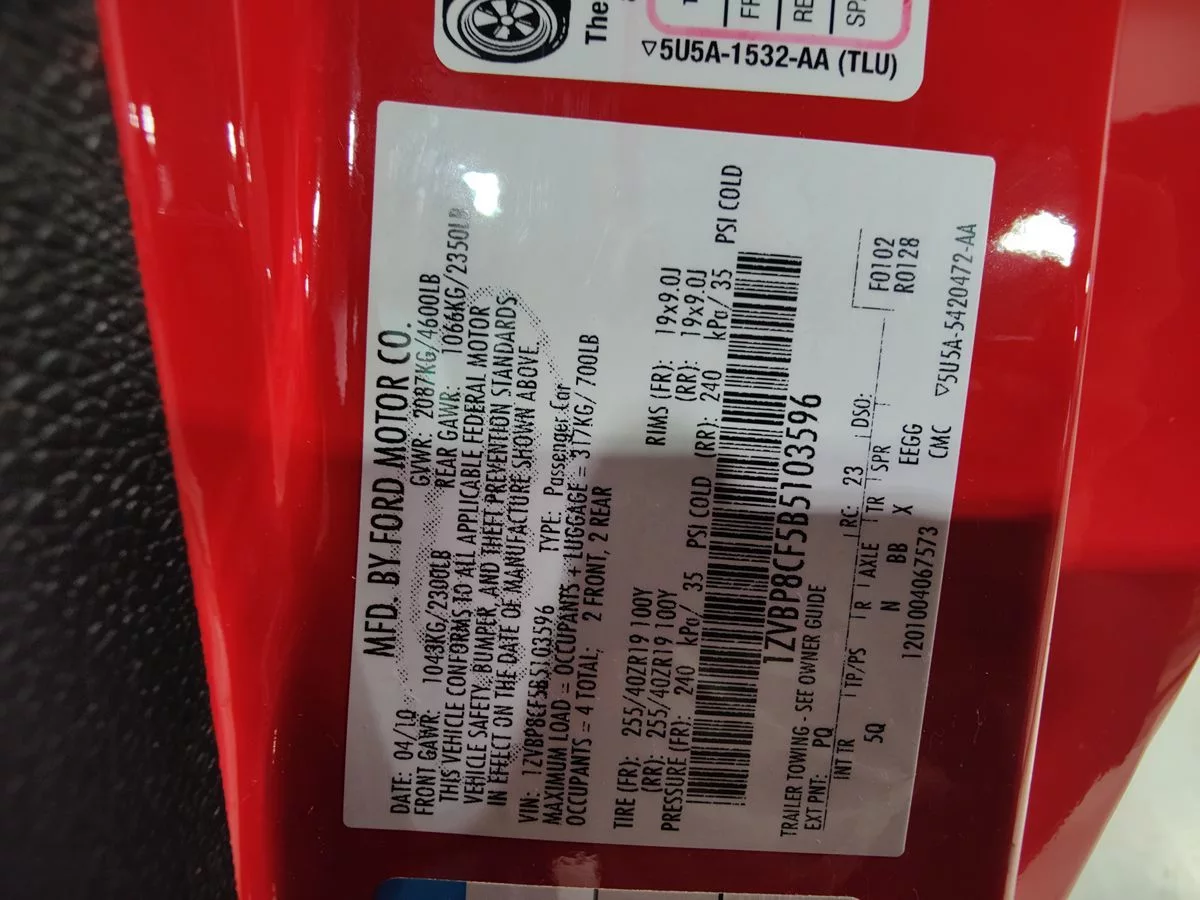 The
FR
RE
SP
▽5U5A-1532-AA (TLU)
MFD. BY FORD MOTOR CO.
DATE: 04/10 GVWR: 2087KG/4600LB
FRONT GAWR: 1043KG/2300LB REAR GAWR: 1066KG/2350LB
THIS VEHICLE CONFORMS TO ALL APPLICABLE FEDERAL MOTOR
VEHICLE SAFETY, BUMPER, AND THEFT PREVENTION STANDARDS
IN EFFECT ON THE DATE OF MANUFACTURE SHOWN ABOVE.
VIN: 1ZVBP8CF5B5103596 TYPE: Passenger Car
MAXIMUM LOAD = OCCUPANTS + LUGGAGE = 317KG/700LB
OCCUPANTS = 4 TOTAL; 2 FRONT, 2 REAR
TIRE (FR): 255/40ZR19 100Y RIMS (FR): 19x9.0J
(RR): 255/40ZR19 100Y (RR): 19x9.0J
PRESSURE (FR): 240 kPa/ 35 PSI COLD (RR): 240 kPa/ 35 PSI COLD
1ZVBP8CF5B5103596
TRAILER TOWING - SEE OWNER GUIDE
EXT PNT: PQ RC: 23 DSO: F0102
INT TR TP/PS R AXLE TR SPR R0128
5Q N BB X EEGG
1201004067573 CMC ▽5U5A-5420472-AA